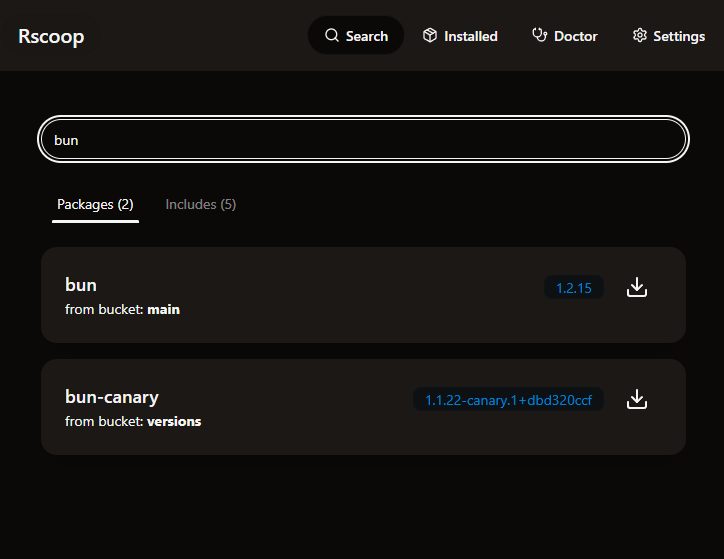 Rscoop
Search
Installed
Doctor
Settings
bun
Packages (2)
Includes (5)
bun
1.2.15
from bucket: main
bun-canary
1.1.22-canary.1+dbd320ccf
from bucket: versions